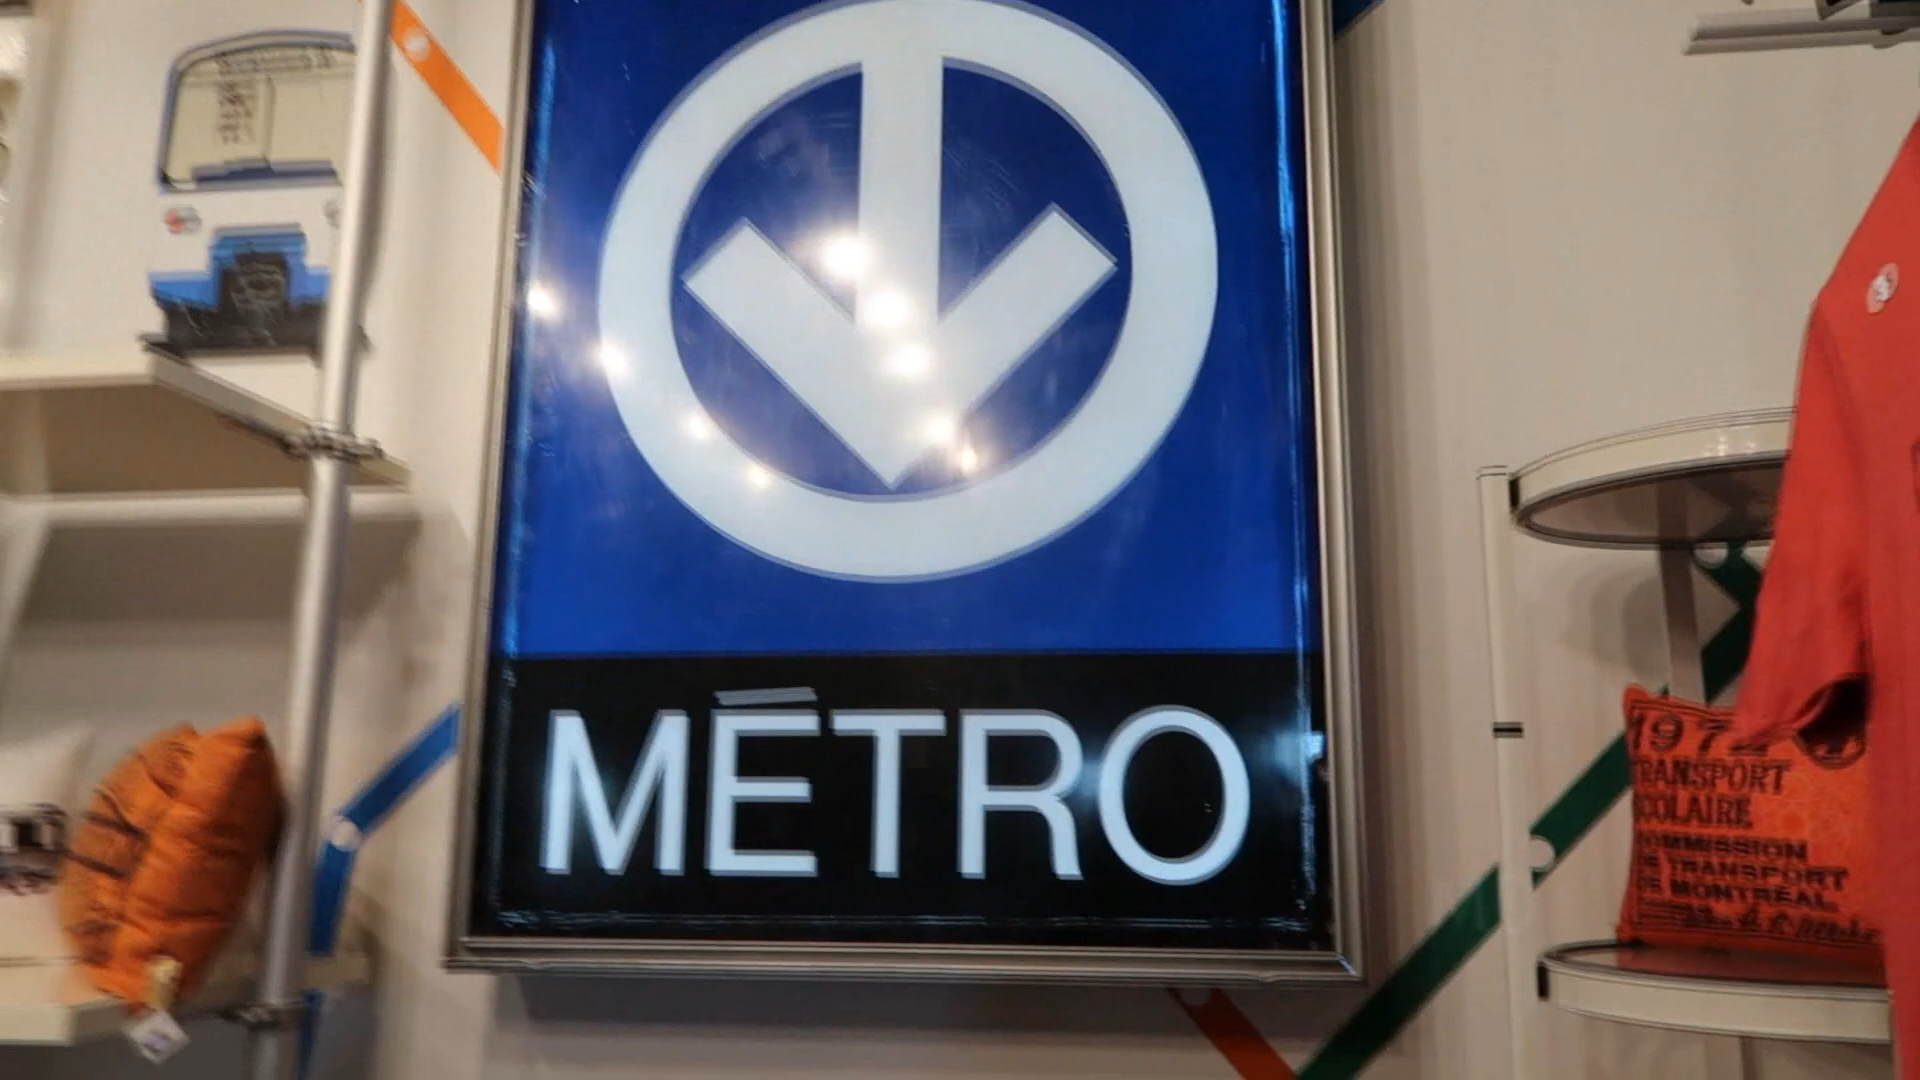 MÉTRO
1974
TRANSPORT
SCOLAIRE
COMMISSION
DE TRANSPORT
DE MONTRÉAL